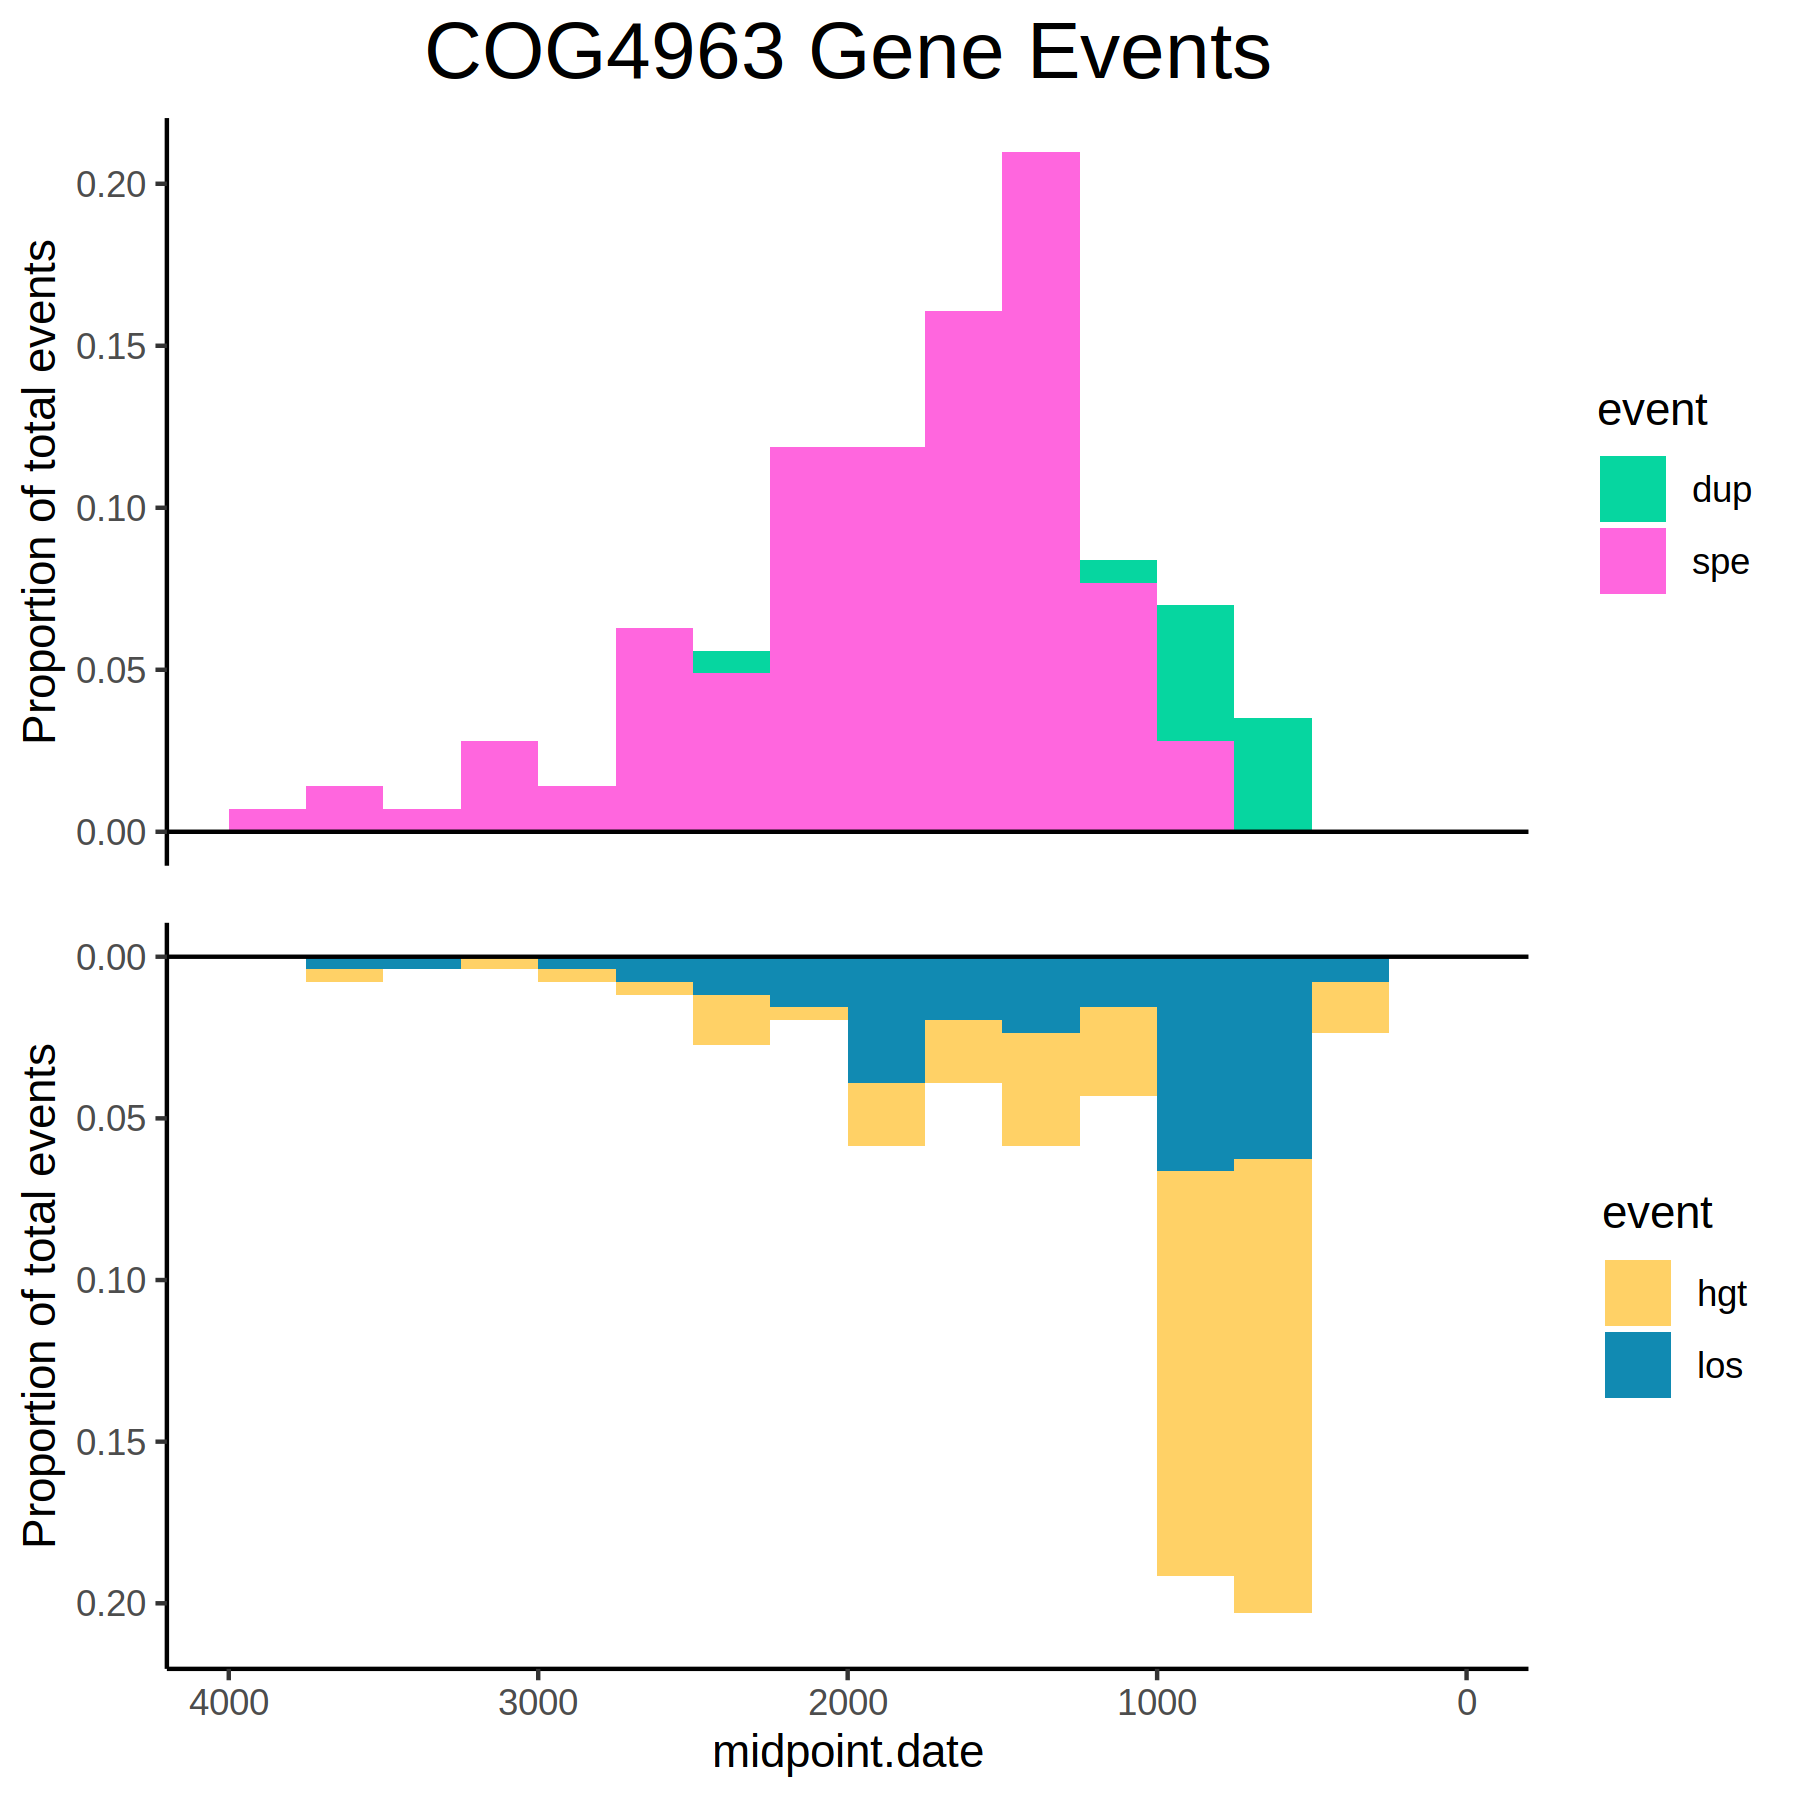 COG4963 Gene Events
Proportion of total events
0.20
0.15
0.10
0.05
0.00
event
dup
spe
Proportion of total events
0.00
0.05
0.10
0.15
0.20
event
hgt
los
4000 3000 2000 1000 0
midpoint.date